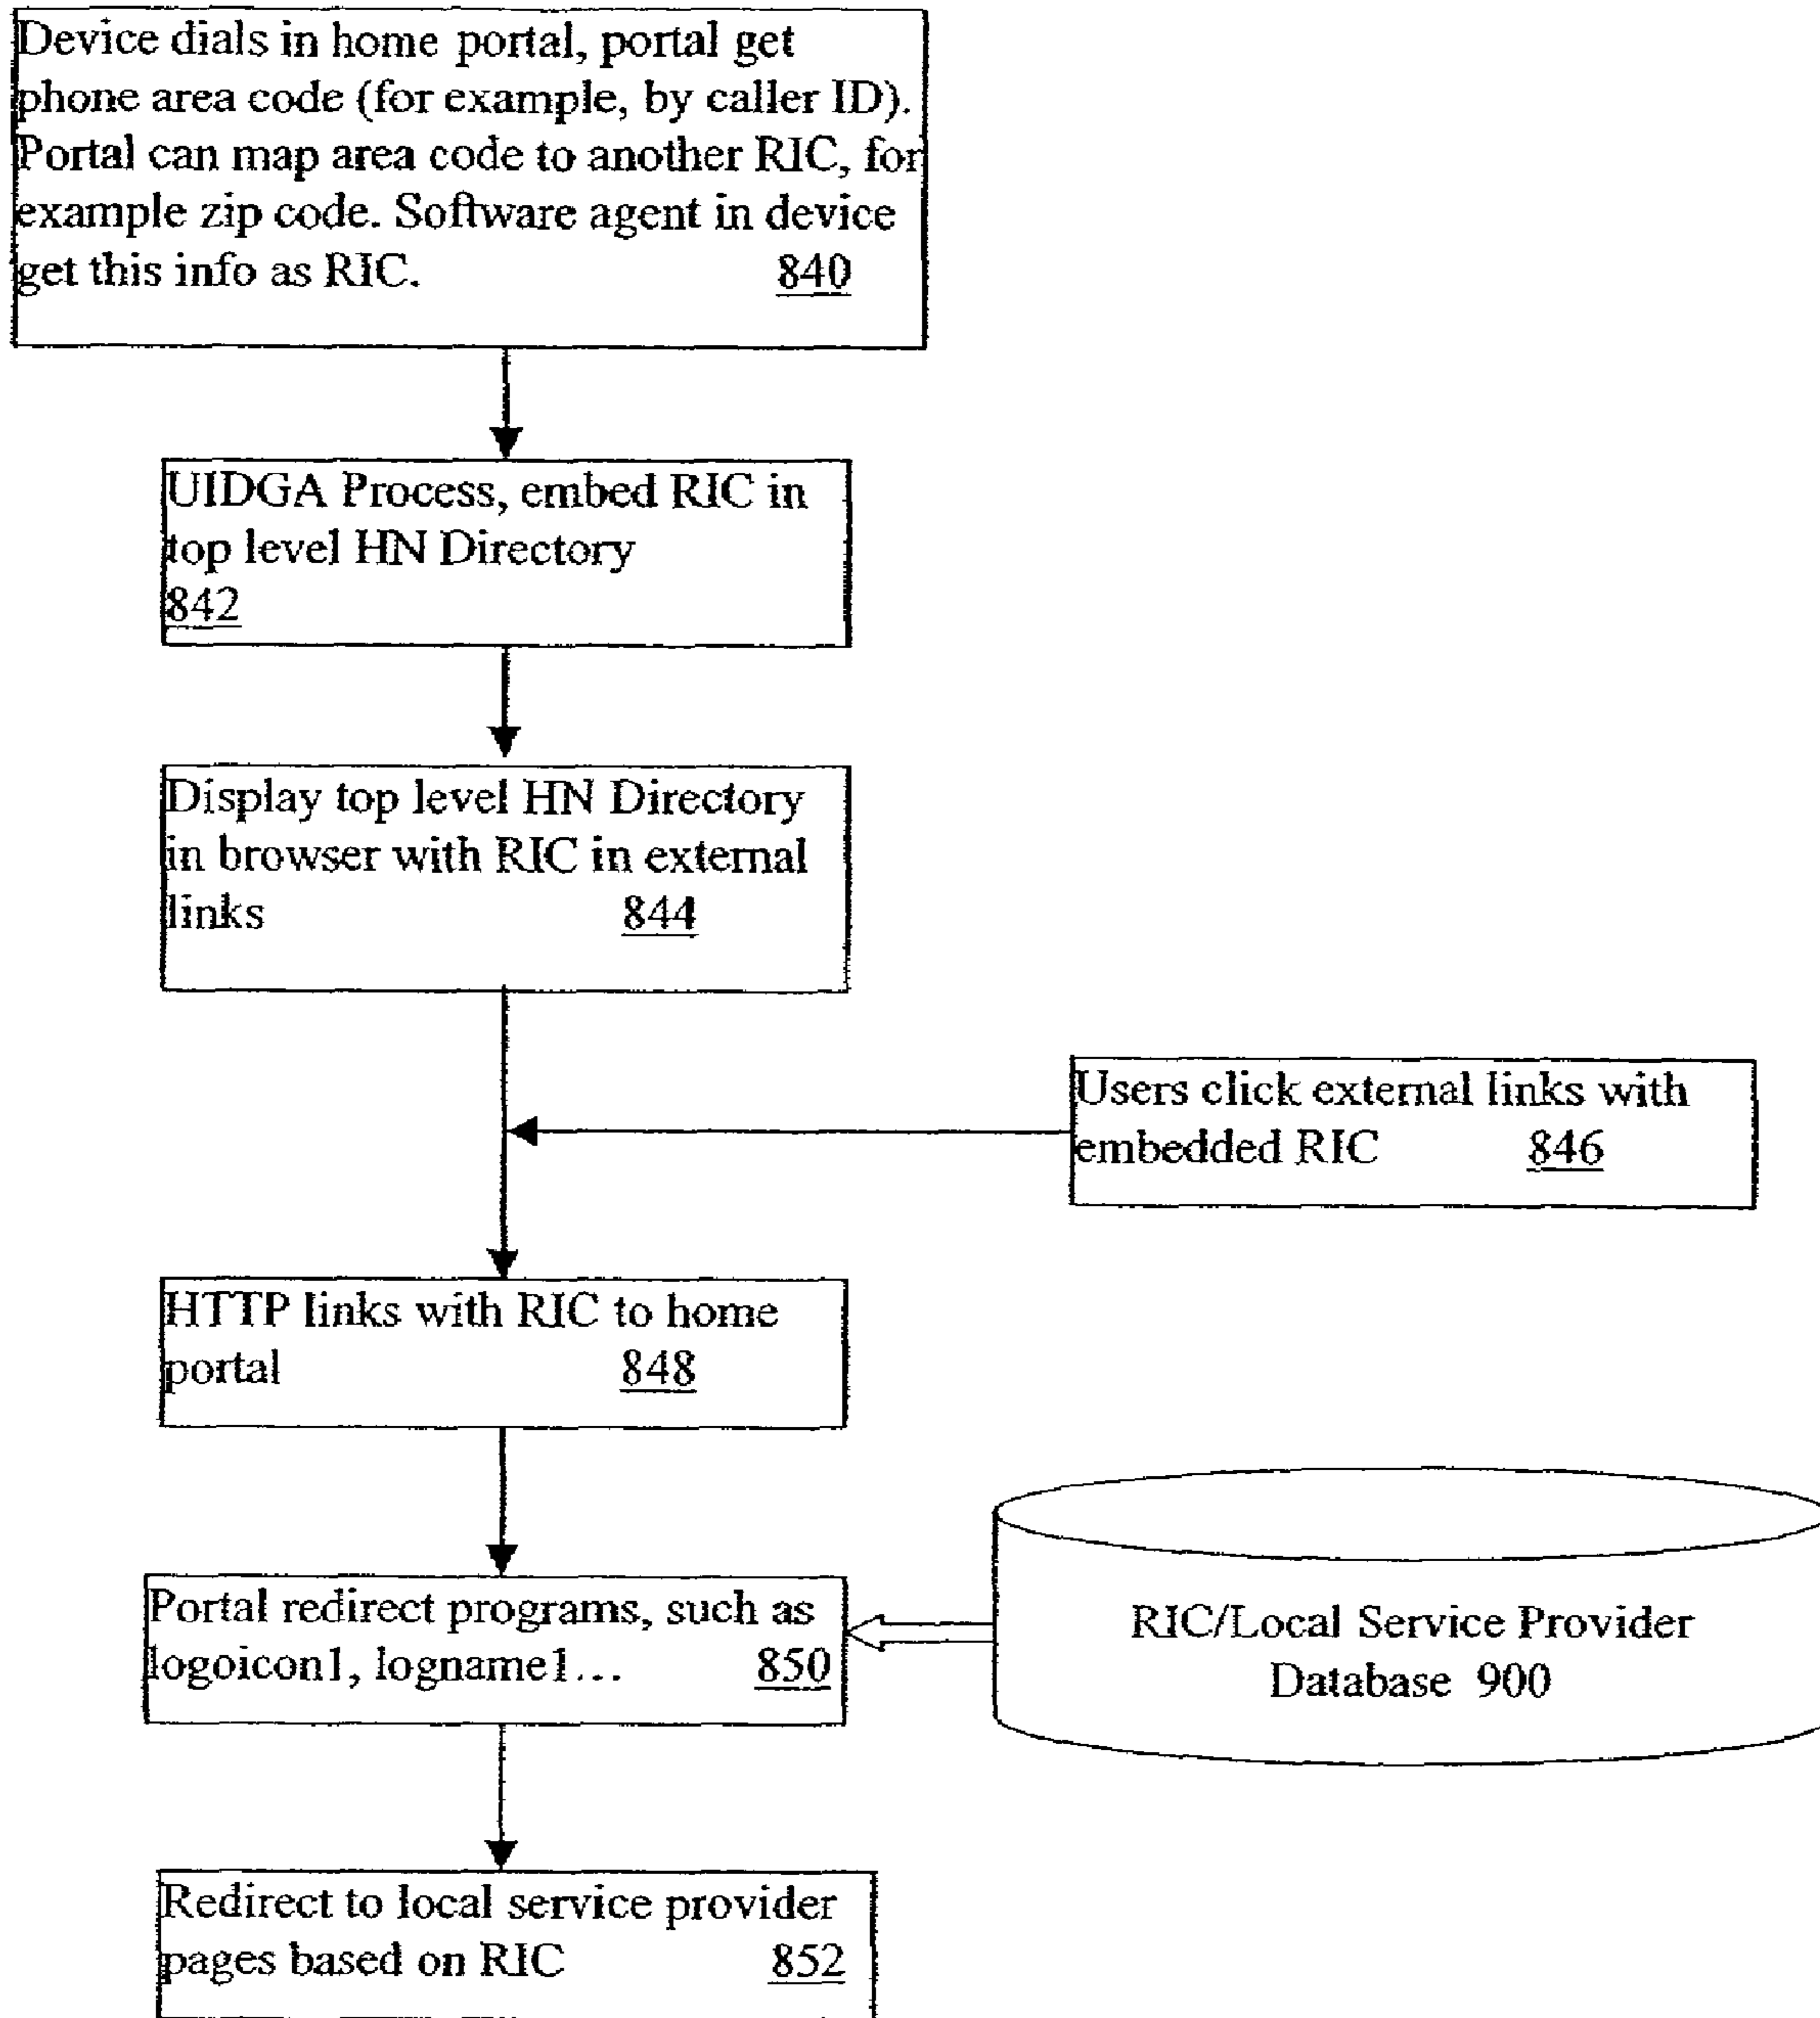 Device dials in home portal, portal get
phone area code (for example, by caller ID).
Portal can map area code to another RIC, for
example zip code. Software agent in device
get this info as RIC. 840
UIDGA Process, embed RIC in
top level HN Directory
842
Display top level HN Directory
in browser with RIC in external
links 844
Users click external links with
embedded RIC 846
HTTP links with RIC to home
portal 848
Portal redirect programs, such as
logoicon1, logname1... 850
RIC/Local Service Provider
Database 900
Redirect to local service provider
pages based on RIC 852